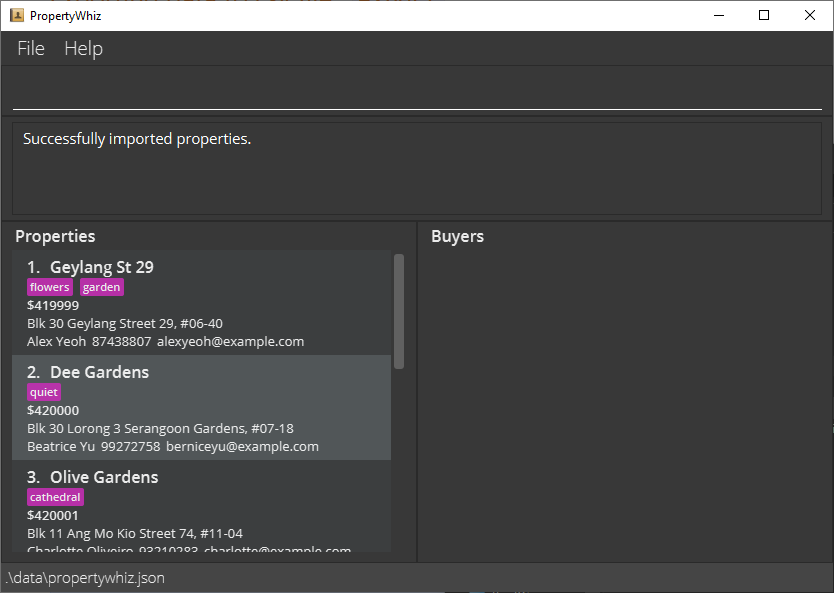 PropertyWhiz
File Help
Successfully imported properties.
Properties
1. Geylang St 29
flowers garden
$419999
Blk 30 Geylang Street 29, #06-40
Alex Yeoh 87438807 alexyeoh@example.com
2. Dee Gardens
quiet
$420000
Blk 30 Lorong 3 Serangoon Gardens, #07-18
Beatrice Yu 99272758 berniceyu@example.com
3. Olive Gardens
cathedral
$420001
Blk 11 Ang Mo Kio Street 74, #11-04
Charlotte Oliveiro 93210283 charlotte@example.com
Buyers
.\data\propertywhiz.json